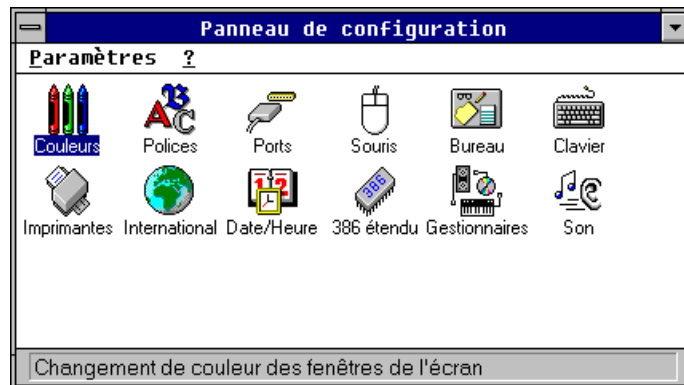 Panneau de configuration
Paramètres ?
Couleurs Polices Ports Souris Bureau Clavier
Imprimantes International Date/Heure 386 étendu Gestionnaires Son
Changement de couleur des fenêtres de l'écran